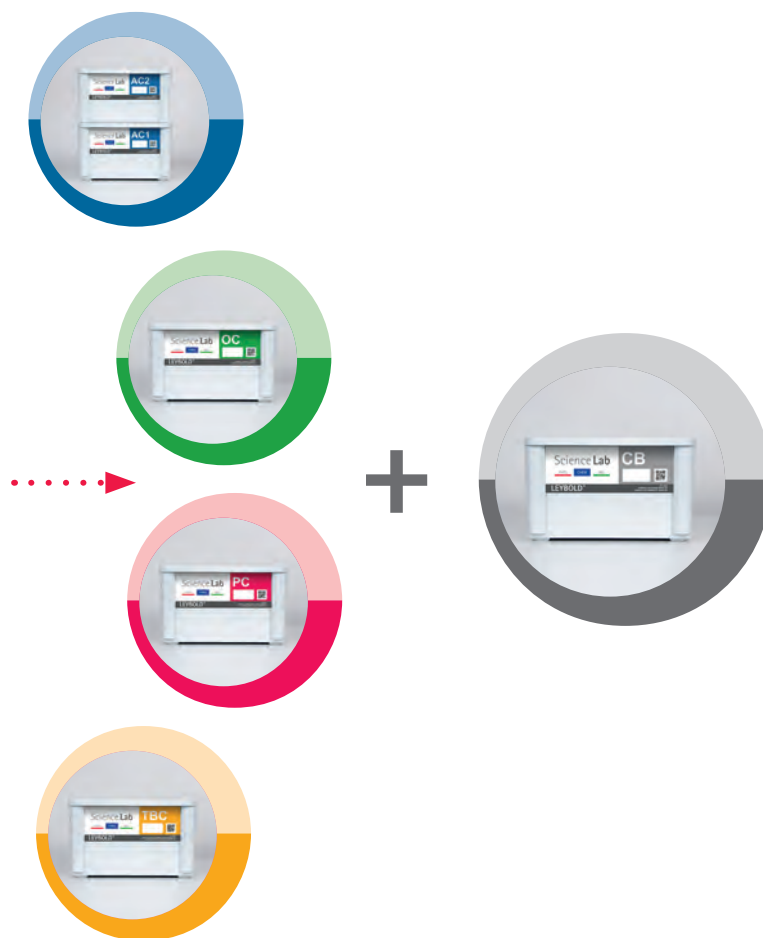 Science Lab AC2
Science Lab AC1
Science Lab OC
LEYBOLD
Science Lab PC
LEYBOLD
Science Lab TBC
LEYBOLD
Science Lab CB
LEYBOLD